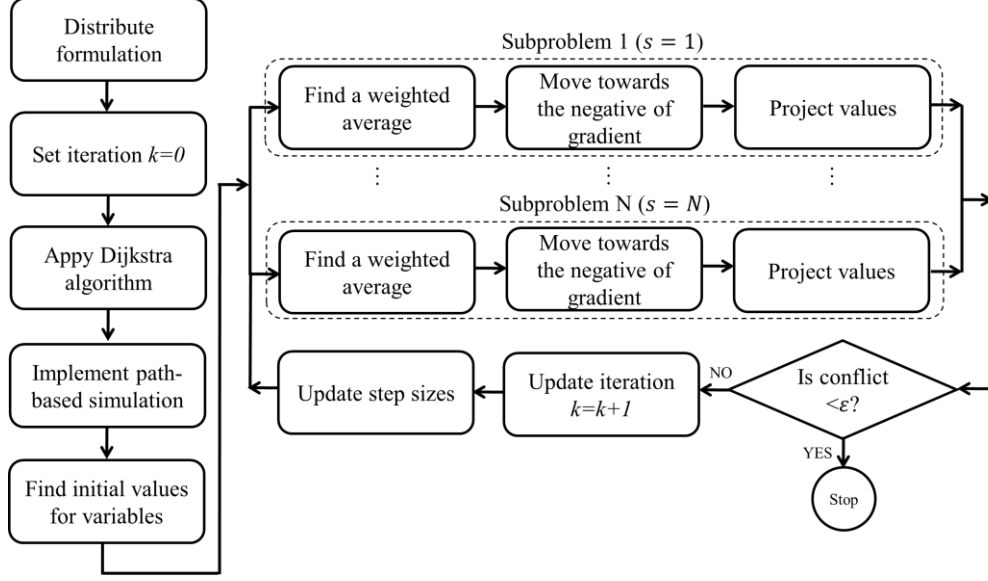 Distribute
formulation
Set iteration k=0
Appy Dijkstra
algorithm
Implement path-
based simulation
Find initial values
for variables
Subproblem 1 (s = 1)
Find a weighted
average
Move towards
the negative of
gradient
Project values
⋮ ⋮ ⋮
Subproblem N (s = N)
Find a weighted
average
Move towards
the negative of
gradient
Project values
Update step sizes
Update iteration
k=k+1
NO
Is conflict
<ε?
YES
Stop